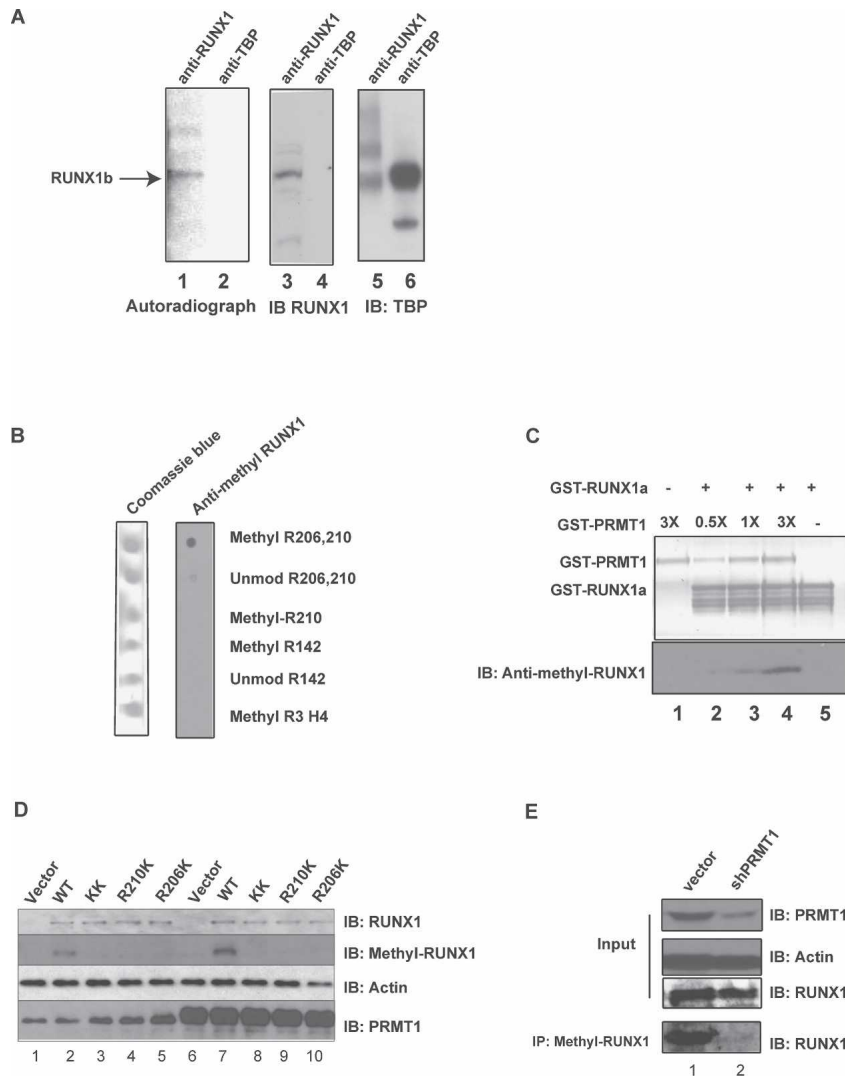 A
anti-RUNX1
anti-TBP
anti-RUNX1
anti-TBP
anti-RUNX1
anti-TBP
RUNX1b
1 2 3 4 5 6
Autoradiograph IB RUNX1 IB: TBP
B
Coomassie blue
Anti-methyl RUNX1
Methyl R206,210
Unmod R206,210
Methyl-R210
Methyl R142
Unmod R142
Methyl R3 H4
C
GST-RUNX1a - + + + +
GST-PRMT1 3X 0.5X 1X 3X -
GST-PRMT1
GST-RUNX1a
IB: Anti-methyl-RUNX1
1 2 3 4 5
D
Vector
WT
KK
R210K
R206K
Vector
WT
KK
R210K
R206K
IB: RUNX1
IB: Methyl-RUNX1
IB: Actin
IB: PRMT1
1 2 3 4 5 6 7 8 9 10
E
vector
shPRMT1
Input
IB: PRMT1
IB: Actin
IB: RUNX1
IP: Methyl-RUNX1 IB: RUNX1
1 2